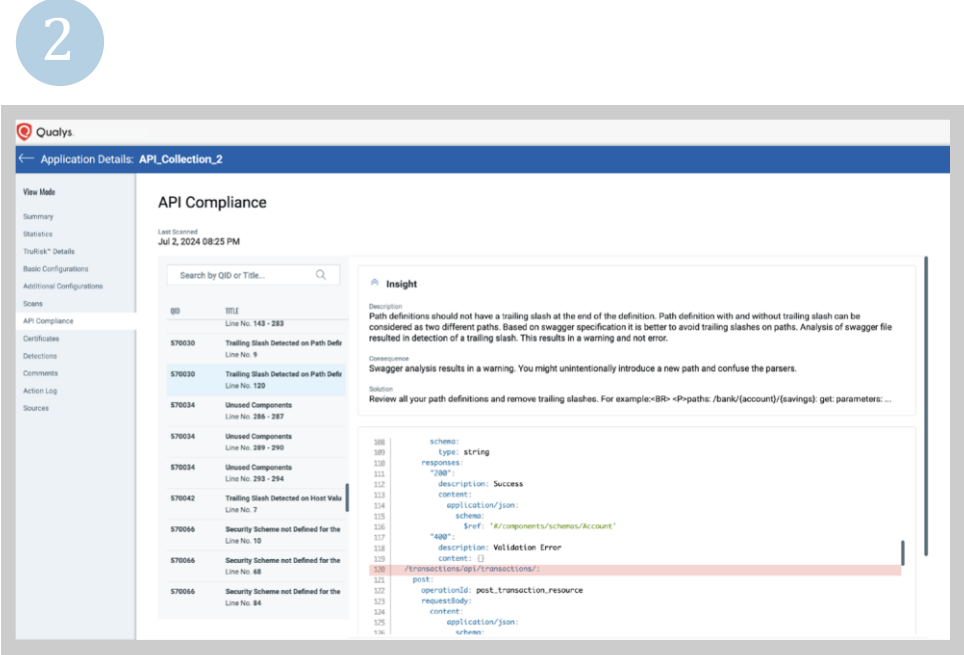 2
Qualys.
← Application Details: API_Collection_2
View Mode
Summary
Statistics
TruRisk™ Details
Basic Configurations
Additional Configurations
Scans
API Compliance
Certificates
Detections
Comments
Action Log
Sources
API Compliance
Last Scanned
Jul 2, 2024 08:25 PM
Search by QID or Title...
QID TITLE
Line No. 143 - 283
570030 Trailing Slash Detected on Path Defir
Line No. 9
570030 Trailing Slash Detected on Path Defir
Line No. 120
570034 Unused Components
Line No. 286 - 287
570034 Unused Components
Line No. 289 - 290
570034 Unused Components
Line No. 293 - 294
570042 Trailing Slash Detected on Host Valu
Line No. 7
570066 Security Scheme not Defined for the
Line No. 10
570066 Security Scheme not Defined for the
Line No. 68
570066 Security Scheme not Defined for the
Line No. 84
Insight
Description
Path definitions should not have a trailing slash at the end of the definition. Path definition with and without trailing slash can be
considered as two different paths. Based on swagger specification it is better to avoid trailing slashes on paths. Analysis of swagger file
resulted in detection of a trailing slash. This results in a warning and not error.
Consequence
Swagger analysis results in a warning. You might unintentionally introduce a new path and confuse the parsers.
Solution
Review all your path definitions and remove trailing slashes. For example:<BR> <P>paths: /bank/{account}/{savings}: get: parameters: ...
108 schema:
109 type: string
110 responses:
111 "200":
112 description: Success
113 content:
114 application/json:
115 schema:
116 $ref: '#/components/schemas/Account'
117 "400":
118 description: Validation Error
119 content: {}
120 /transactions/api/transactions/:
121 post:
122 operationId: post_transaction_resource
123 requestBody:
124 content:
125 application/json:
126 schema: